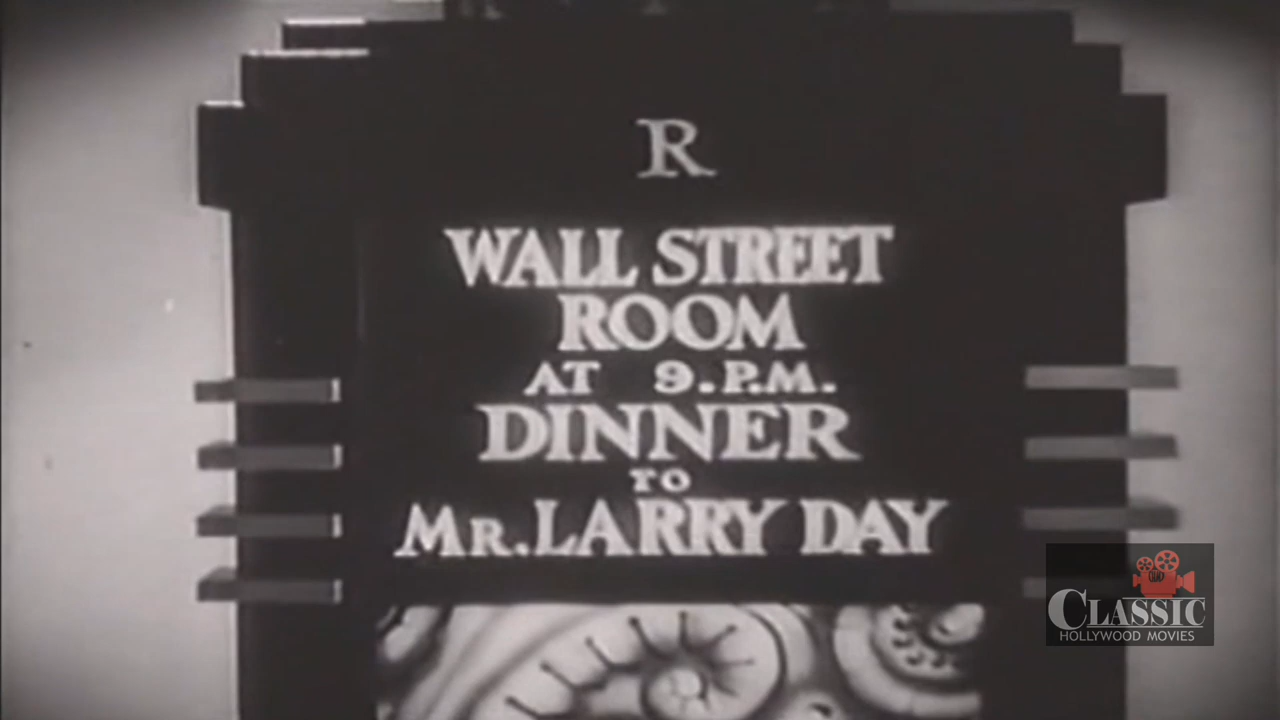 R
WALL STREET
ROOM
AT 9.P.M.
DINNER
TO
MR. LARRY DAY
CLASSIC
HOLLYWOOD MOVIES